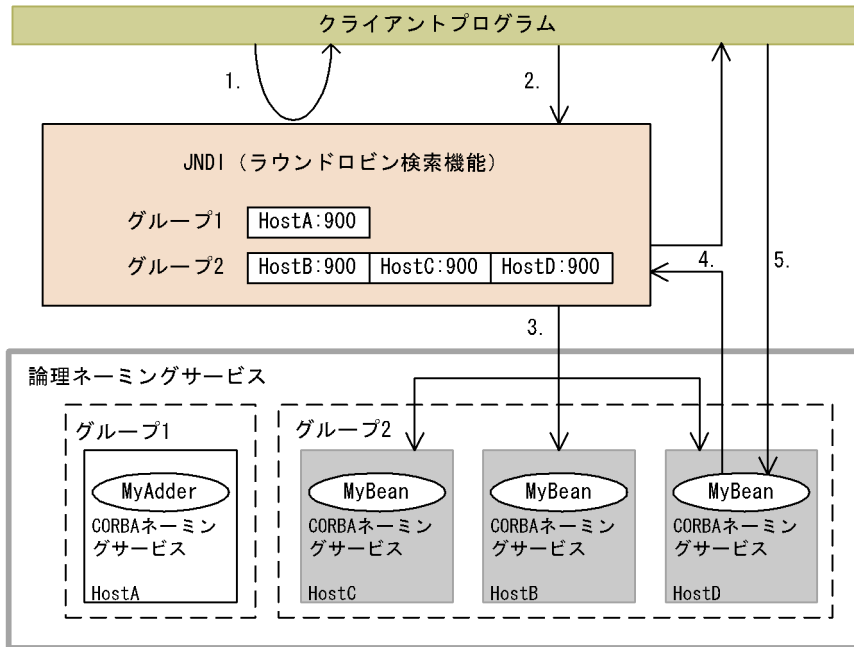 クライアントプログラム
1.
2.
JNDI（ラウンドロビン検索機能）
グループ1 HostA:900
グループ2 HostB:900 HostC:900 HostD:900
4.
5.
3.
論理ネーミングサービス
グループ1
MyAdder
CORBAネーミン
グサービス
HostA
グループ2
MyBean
CORBAネーミン
グサービス
HostC
MyBean
CORBAネーミン
グサービス
HostB
MyBean
CORBAネーミン
グサービス
HostD